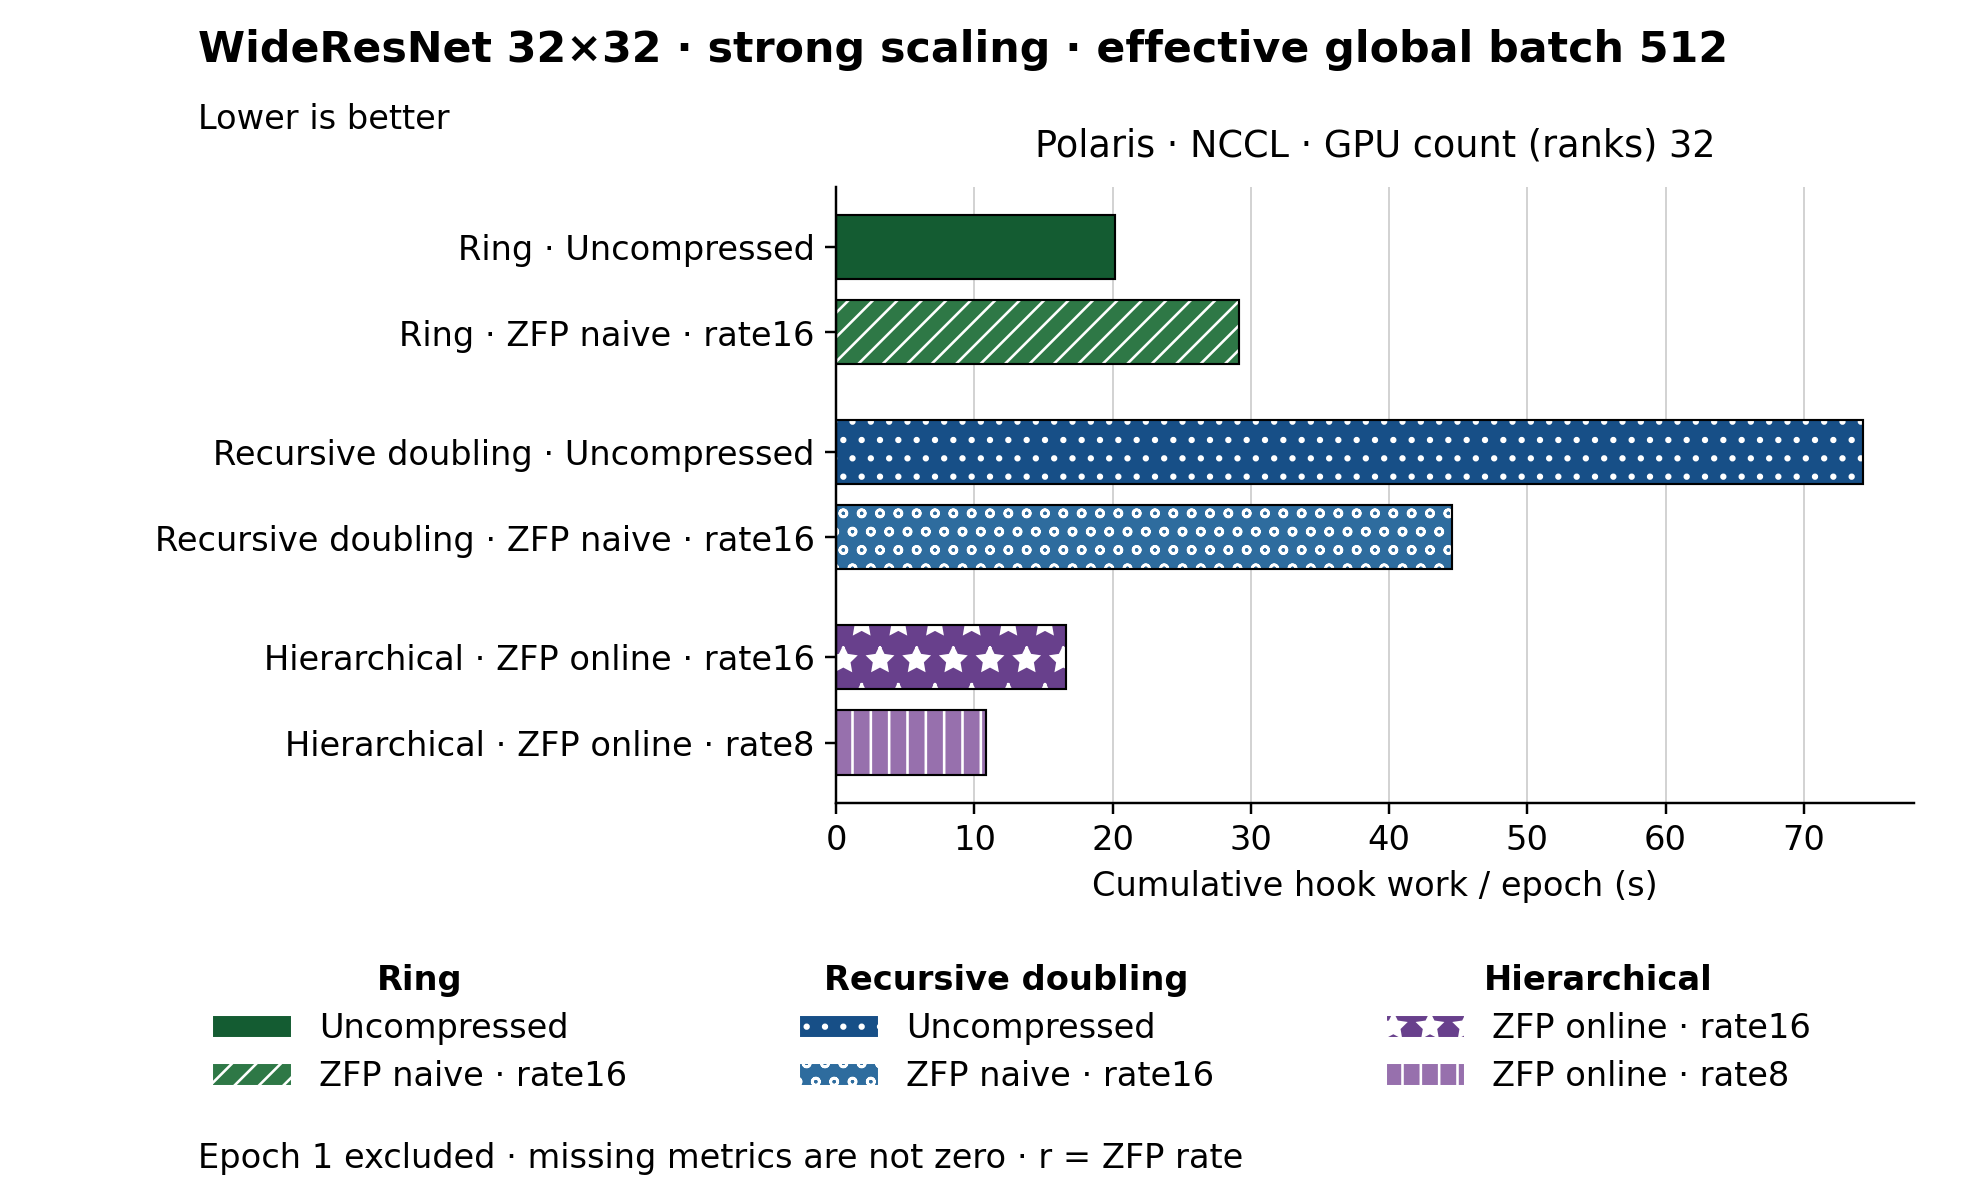 WideResNet 32×32 · strong scaling · effective global batch 512
Lower is better
Polaris · NCCL · GPU count (ranks) 32
Ring · Uncompressed
Ring · ZFP naive · rate16
Recursive doubling · Uncompressed
Recursive doubling · ZFP naive · rate16
Hierarchical · ZFP online · rate16
Hierarchical · ZFP online · rate8
0 10 20 30 40 50 60 70
Cumulative hook work / epoch (s)
Ring
Uncompressed
ZFP naive · rate16
Recursive doubling
Uncompressed
ZFP naive · rate16
Hierarchical
ZFP online · rate16
ZFP online · rate8
Epoch 1 excluded · missing metrics are not zero · r = ZFP rate